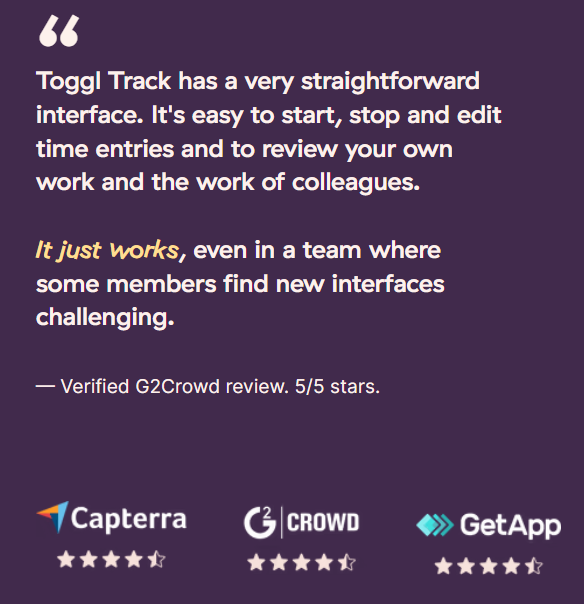 “
Toggl Track has a very straightforward
interface. It's easy to start, stop and edit
time entries and to review your own
work and the work of colleagues.
It just works, even in a team where
some members find new interfaces
challenging.
— Verified G2Crowd review. 5/5 stars.
Capterra
G2 | CROWD
GetApp